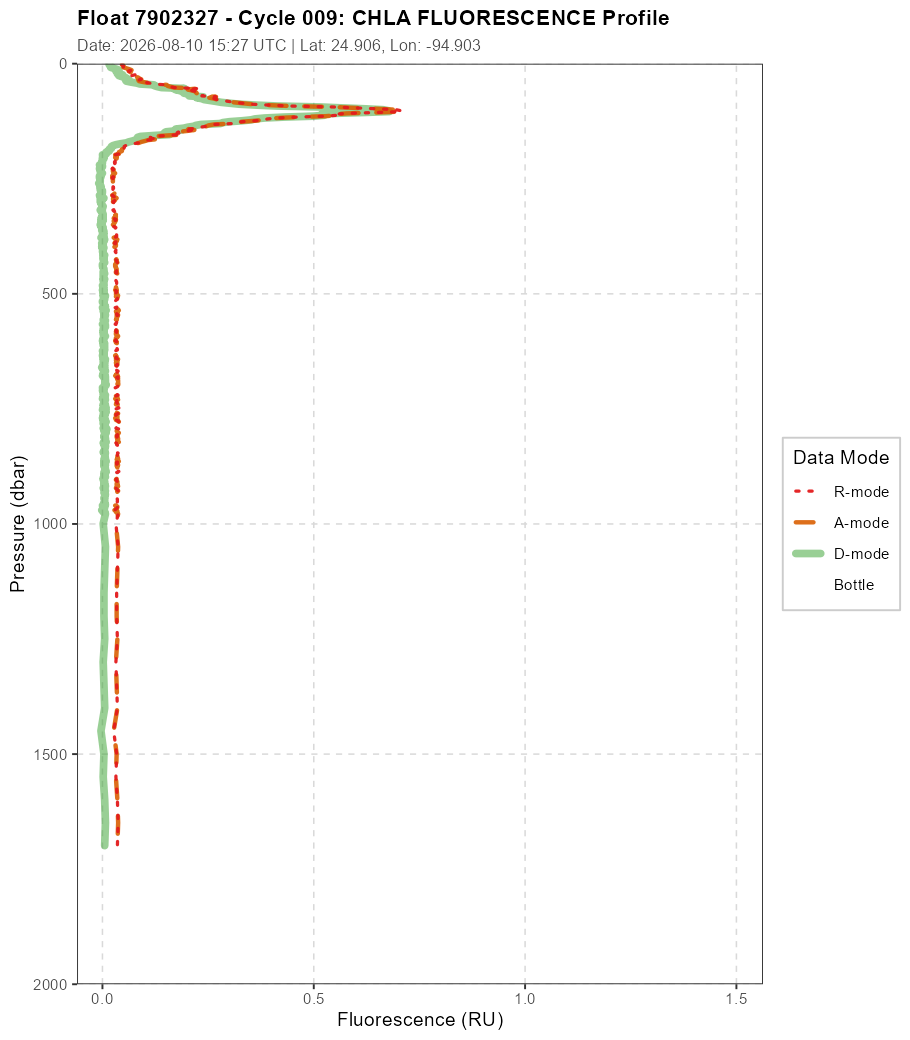 Float 7902327 - Cycle 009: CHLA FLUORESCENCE Profile
Date: 2026-08-10 15:27 UTC | Lat: 24.906, Lon: -94.903
0
500
1000
1500
2000
Pressure (dbar)
0.0
0.5
1.0
1.5
Fluorescence (RU)
Data Mode
R-mode
A-mode
D-mode
Bottle